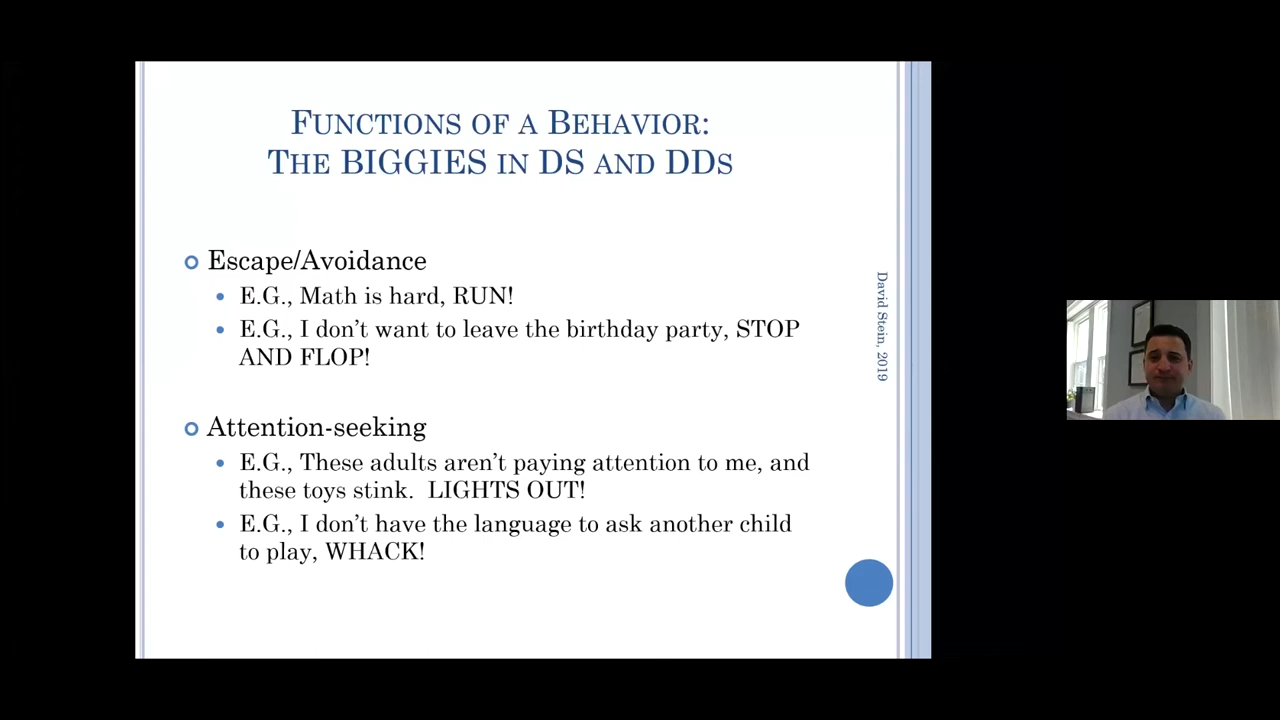 FUNCTIONS OF A BEHAVIOR:
THE BIGGIES IN DS AND DDS
Escape/Avoidance
E.G., Math is hard, RUN!
E.G., I don't want to leave the birthday party, STOP
AND FLOP!
Attention-seeking
E.G., These adults aren't paying attention to me, and
these toys stink. LIGHTS OUT!
E.G., I don't have the language to ask another child
to play, WHACK!
David Stein, 2019